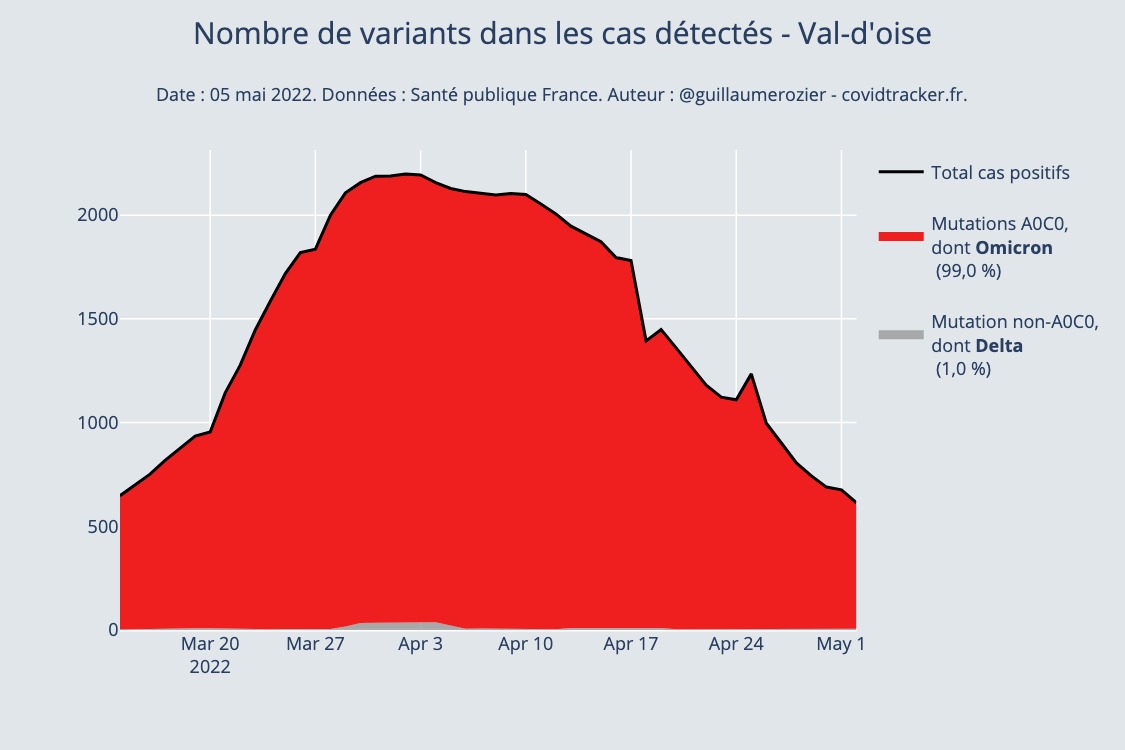 Nombre de variants dans les cas détectés - Val-d'oise
Date : 05 mai 2022. Données : Santé publique France. Auteur : @guillaumerozier - covidtracker.fr.
Total cas positifs
Mutations A0C0,
dont Omicron
(99,0 %)
Mutation non-A0C0,
dont Delta
(1,0 %)
2000
1500
1000
500
0
Mar 20 Mar 27 Apr 3 Apr 10 Apr 17 Apr 24 May 1
2022